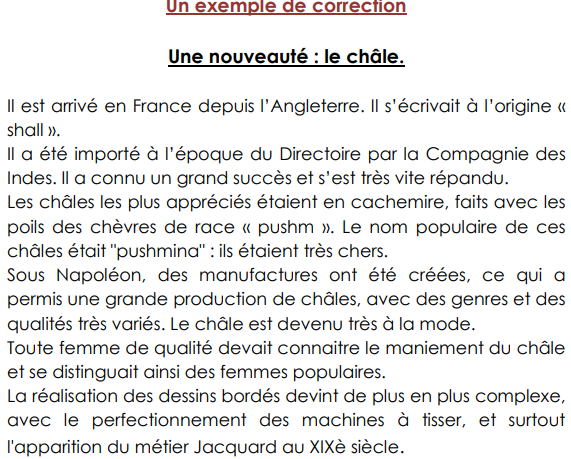 Un exemple de correction
Une nouveauté : le châle.
Il est arrivé en France depuis l'Angleterre. Il s'écrivait à l'origine «
shall ».
Il a été importé à l'époque du Directoire par la Compagnie des
Indes. Il a connu un grand succès et s'est très vite répandu.
Les châles les plus appréciés étaient en cachemire, faits avec les
poils des chèvres de race « pushm ». Le nom populaire de ces
châles était "pushmina" : ils étaient très chers.
Sous Napoléon, des manufactures ont été créées, ce qui a
permis une grande production de châles, avec des genres et des
qualités très variés. Le châle est devenu très à la mode.
Toute femme de qualité devait connaitre le maniement du châle
et se distinguait ainsi des femmes populaires.
La réalisation des dessins bordés devint de plus en plus complexe,
avec le perfectionnement des machines à tisser, et surtout
l'apparition du métier Jacquard au XIXè siècle.